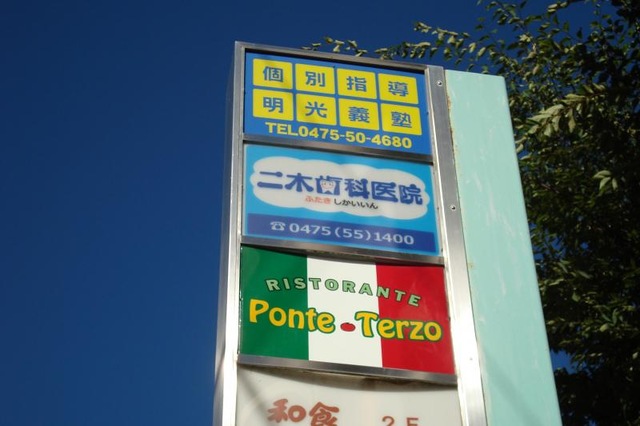 個別指導
明光義塾
TEL0475-50-4680
二木歯科医院
ふたき しかいいん
☎0475(55)1400
RISTORANTE
Ponte Terzo
和食 2F